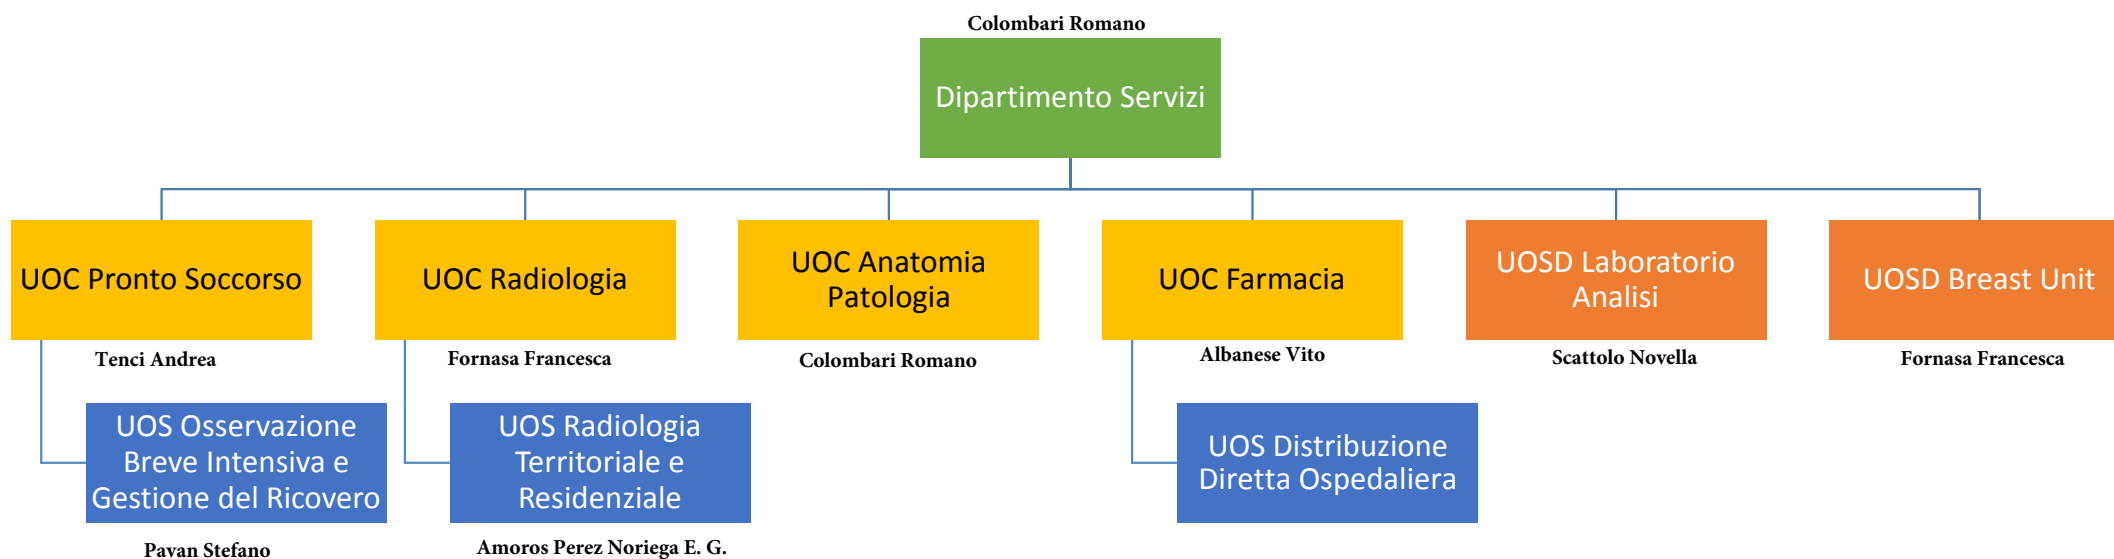 Colombari Romano
Dipartimento Servizi
UOC Pronto Soccorso
Tenci Andrea
UOS Osservazione
Breve Intensiva e
Gestione del Ricovero
Pavan Stefano
UOC Radiologia
Fornasa Francesca
UOS Radiologia
Territoriale e
Residenziale
Amoros Perez Noriega E. G.
UOC Anatomia
Patologia
Colombari Romano
UOC Farmacia
Albanese Vito
UOS Distribuzione
Diretta Ospedaliera
UOSD Laboratorio
Analisi
Scattolo Novella
UOSD Breast Unit
Fornasa Francesca